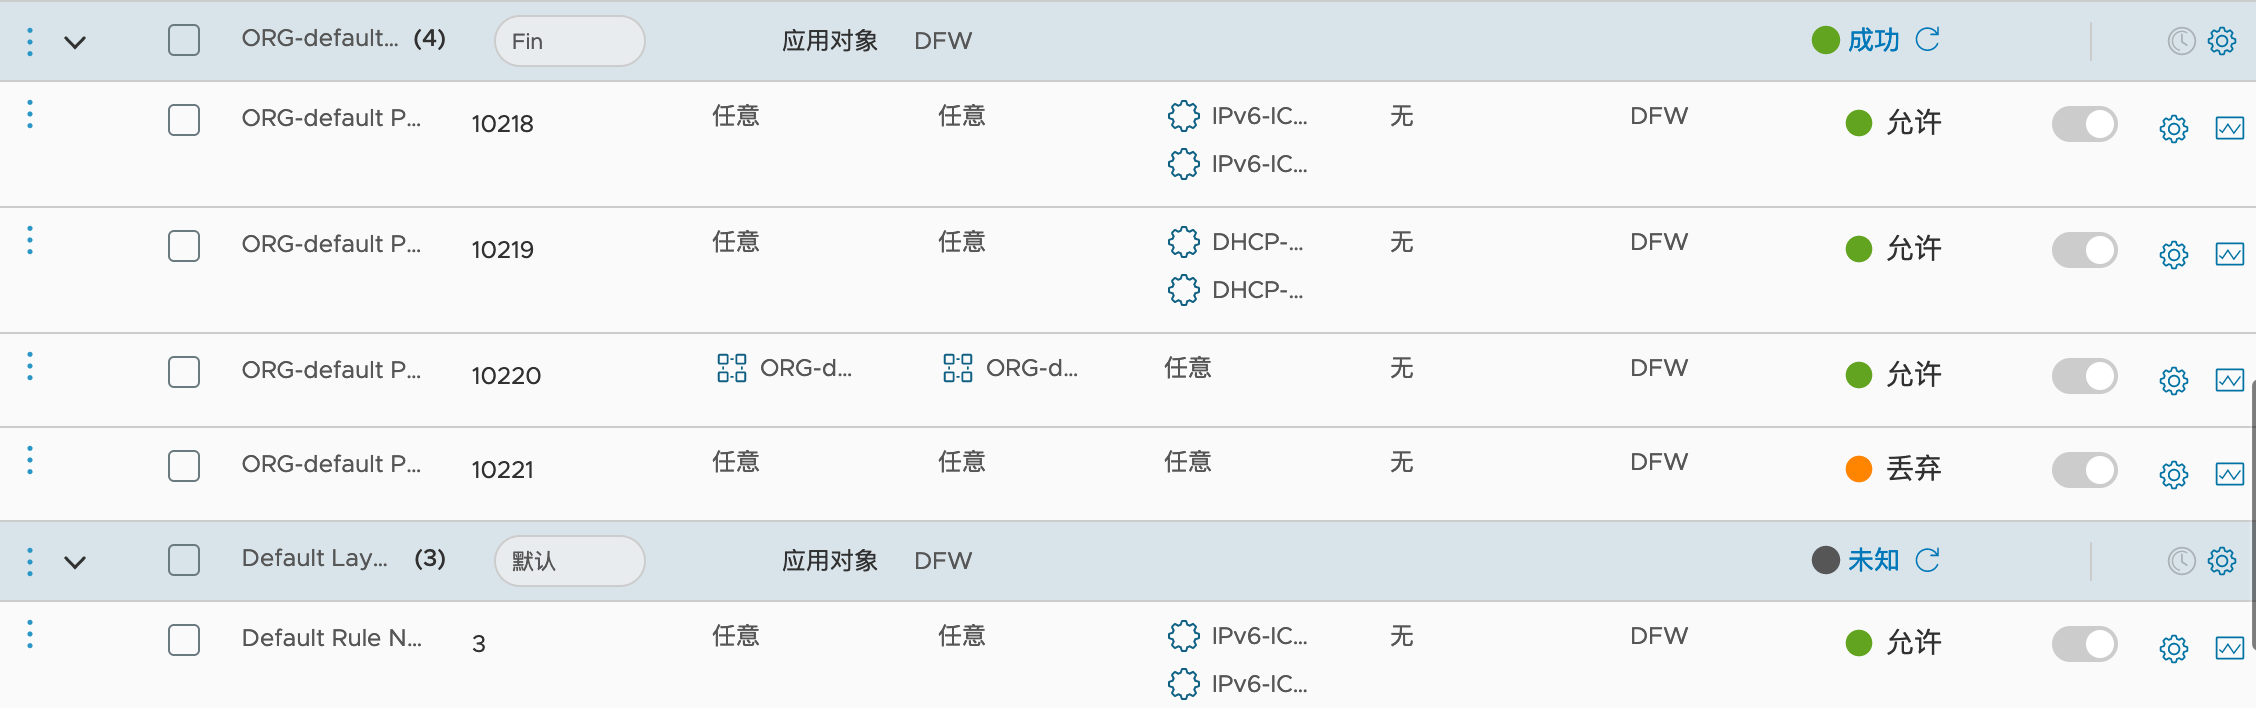 ORG-default... (4) Fin 应用对象 DFW 成功
ORG-default P... 10218 任意 任意 IPv6-IC... 无 DFW 允许
IPv6-IC...
ORG-default P... 10219 任意 任意 DHCP-... 无 DFW 允许
DHCP-...
ORG-default P... 10220 ORG-d... ORG-d... 任意 无 DFW 允许
ORG-default P... 10221 任意 任意 任意 无 DFW 丢弃
Default Lay... (3) 默认 应用对象 DFW 未知
Default Rule N... 3 任意 任意 IPv6-IC... 无 DFW 允许
IPv6-IC...